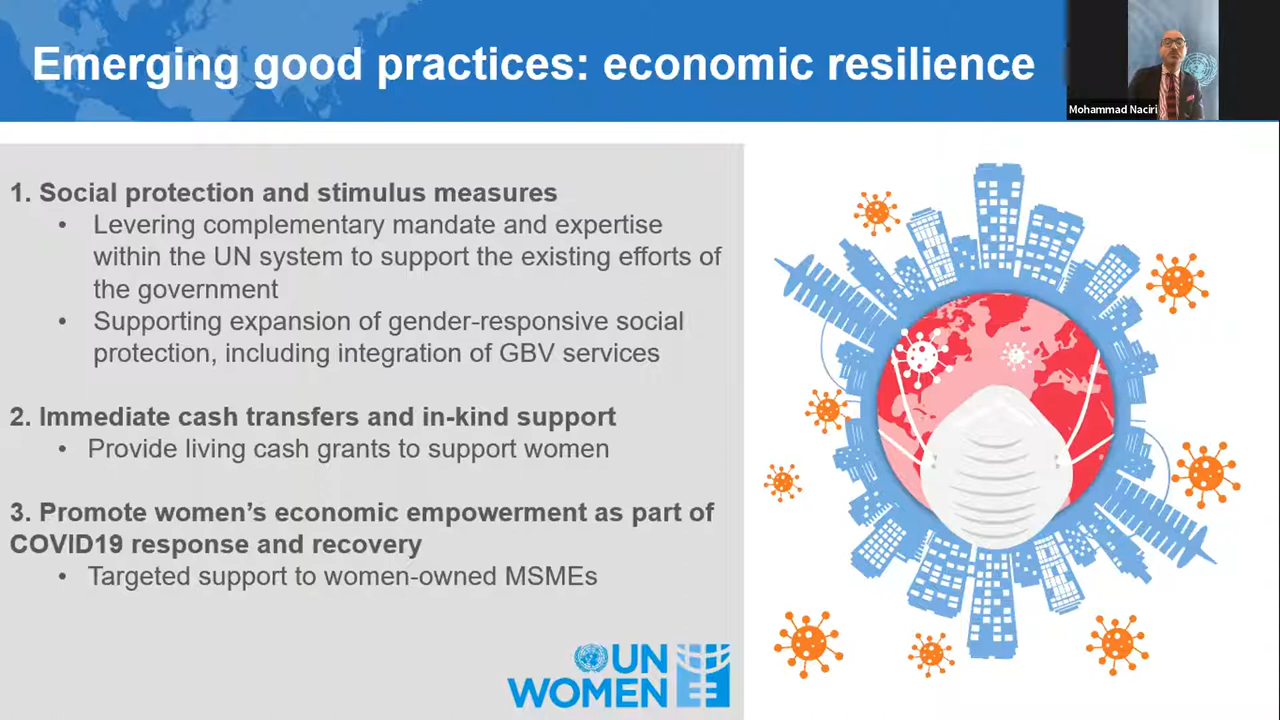 Emerging good practices: economic resilience
Mohammad Naciri
1. Social protection and stimulus measures
• Levering complementary mandate and expertise
within the UN system to support the existing efforts of
the government
• Supporting expansion of gender-responsive social
protection, including integration of GBV services
2. Immediate cash transfers and in-kind support
• Provide living cash grants to support women
3. Promote women’s economic empowerment as part of
COVID19 response and recovery
• Targeted support to women-owned MSMEs
UN
WOMEN